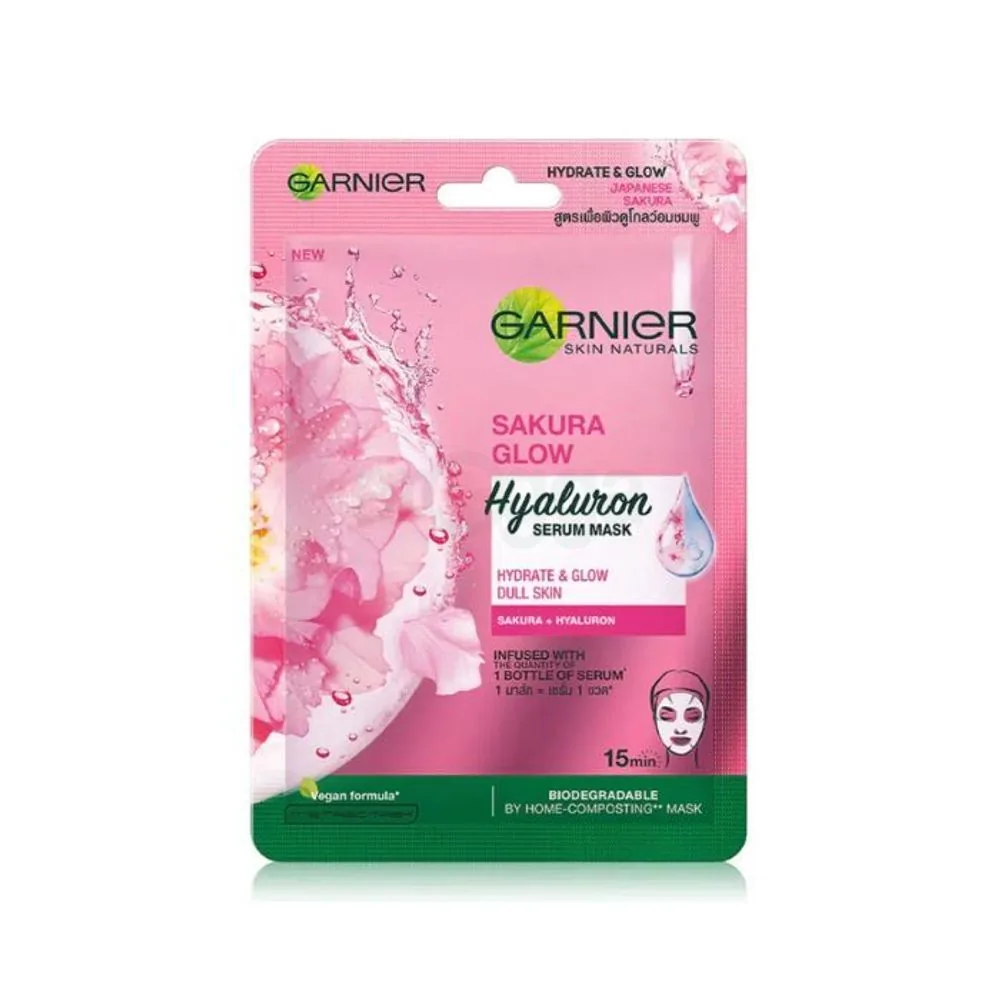 GARNIER
HYDRATE & GLOW
JAPANESE
SAKURA
สูตรเพื่อผิวดูโกลว์อมชมพู
NEW
GARNIER
SKIN NATURALS
SAKURA
GLOW
Hyaluron
SERUM MASK
HYDRATE & GLOW
DULL SKIN
SAKURA + HYALURON
INFUSED WITH
THE QUANTITY OF
1 BOTTLE OF SERUM*
1 มาส์ก = เซรั่ม 1 ขวด*
15min
Vegan formula*
BIODEGRADABLE
BY HOME-COMPOSTING** MASK